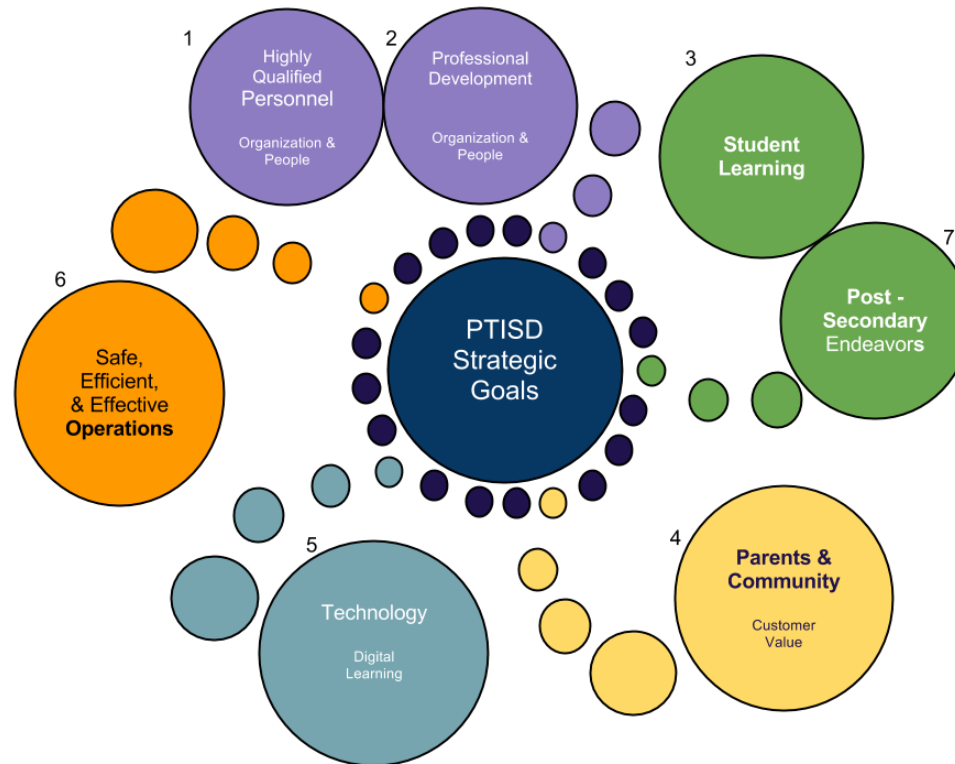 1
Highly
Qualified
Personnel
Organization &
People
2
Professional
Development
Organization &
People
3
Student
Learning
7
Post -
Secondary
Endeavors
6
Safe,
Efficient,
& Effective
Operations
PTISD
Strategic
Goals
5
Technology
Digital
Learning
4
Parents &
Community
Customer
Value